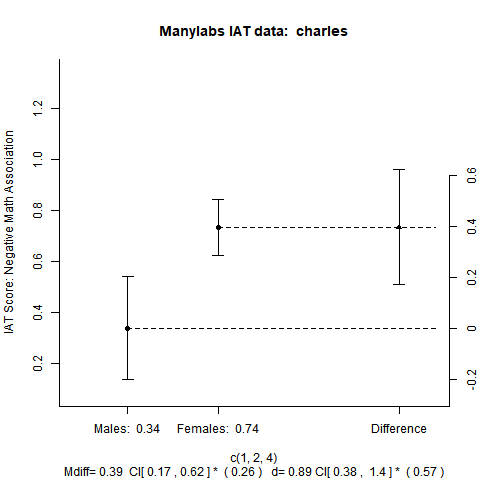 Manylabs IAT data:  charles
IAT Score: Negative Math Association
1.2
1.0
0.8
0.6
0.4
0.2
0.6
0.4
0.2
0
-0.2
Males:  0.34
Females:  0.74
Difference
c(1, 2, 4)
Mdiff= 0.39  CI[ 0.17 , 0.62 ] *  ( 0.26 )   d= 0.89 CI[ 0.38 ,  1.4 ] *  ( 0.57 )